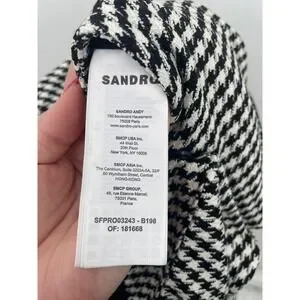 SANDRO
SANDRO ANDY
150 boulevard Haussmann
75008 Paris
www.sandro-paris.com
SMCP USA Inc.
44 Wall St.
20th Floor
New York, NY 10005
SMCP ASIA Inc.
The Centrium, Suite 3203A-5A, 32/F
60 Wyndham Street, Central
HONG-KONG
SMCP GROUP,
49, rue Etienne Marcel,
75001 Paris,
France
SFPRO03243 - B198
OF: 181668